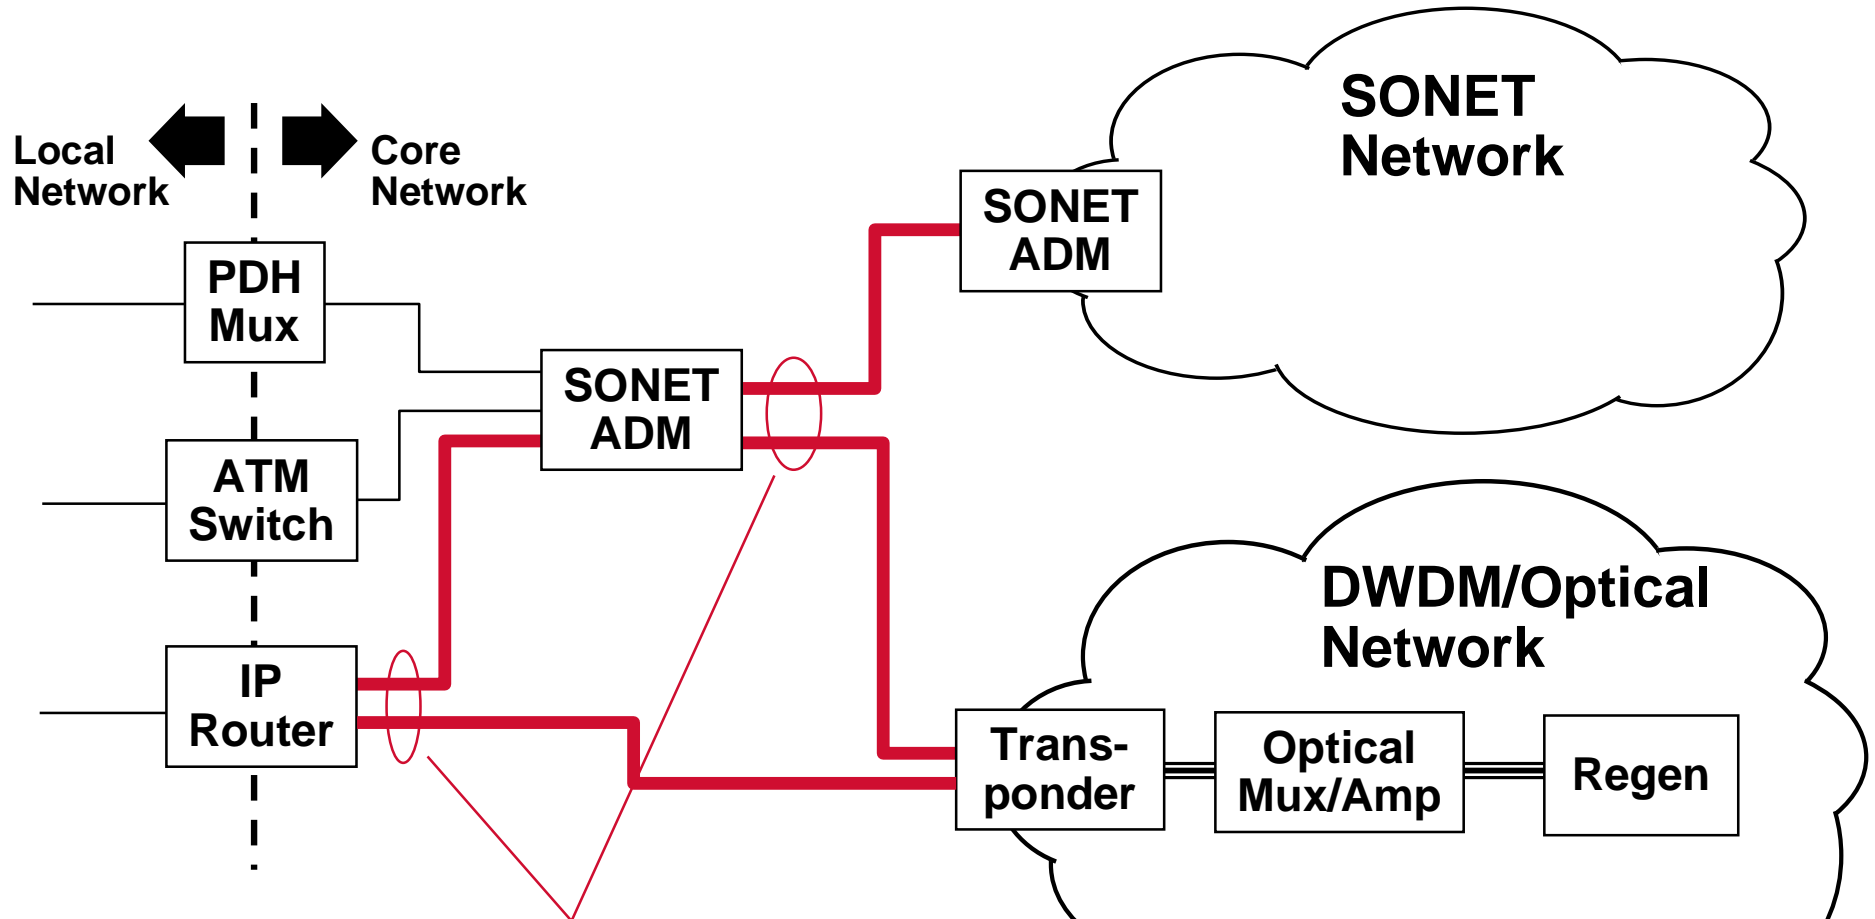 SONET
Network
Local
Network
Core
Network
SONET
ADM
PDH
Mux
SONET
ADM
ATM
Switch
DWDM/Optical
Network
IP
Router
Trans-
ponder
Optical
Mux/Amp
Regen